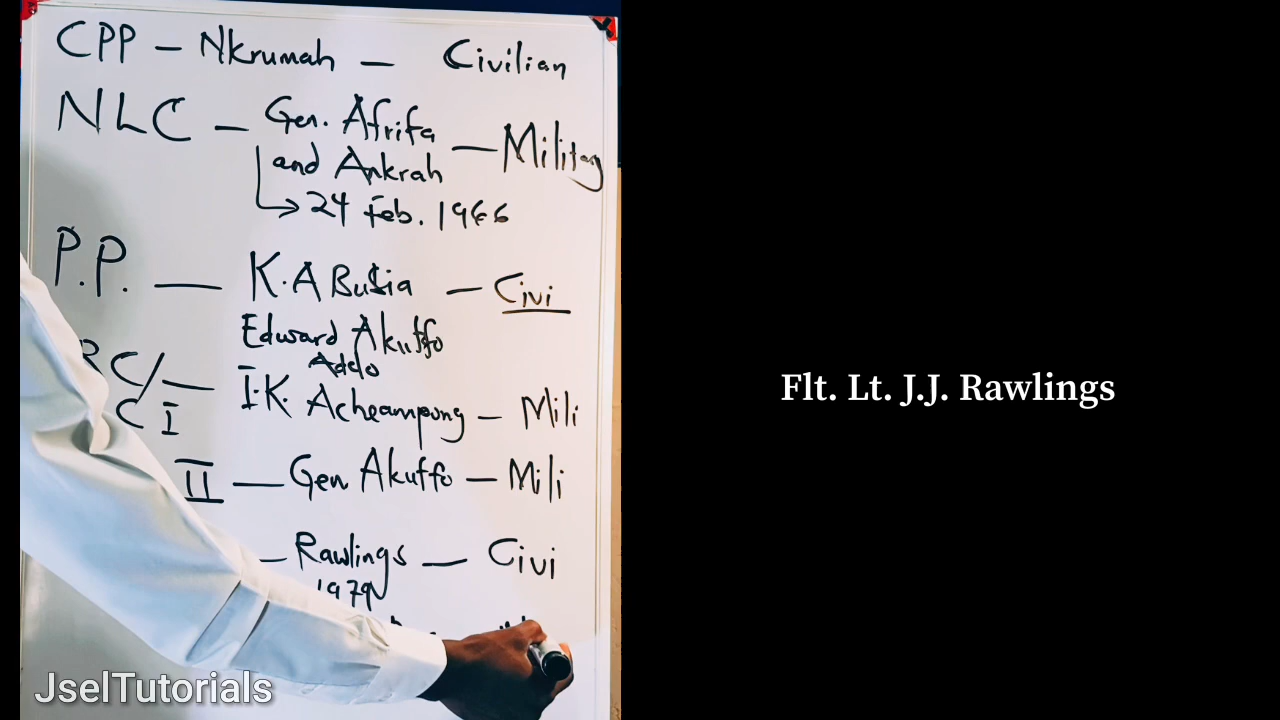 CPP — Nkrumah — Civilian
NLC — Gen. Afrifa
and Ankrah — Military
→ 24 Feb. 1966
P.P. — K.A Busia — Civi
Edward Akuffo
Addo
RC/ — I.K. Acheampong — Mili
C I
II — Gen Akuffo — Mili
— Rawlings — Civi
1979
Flt. Lt. J.J. Rawlings
JselTutorials